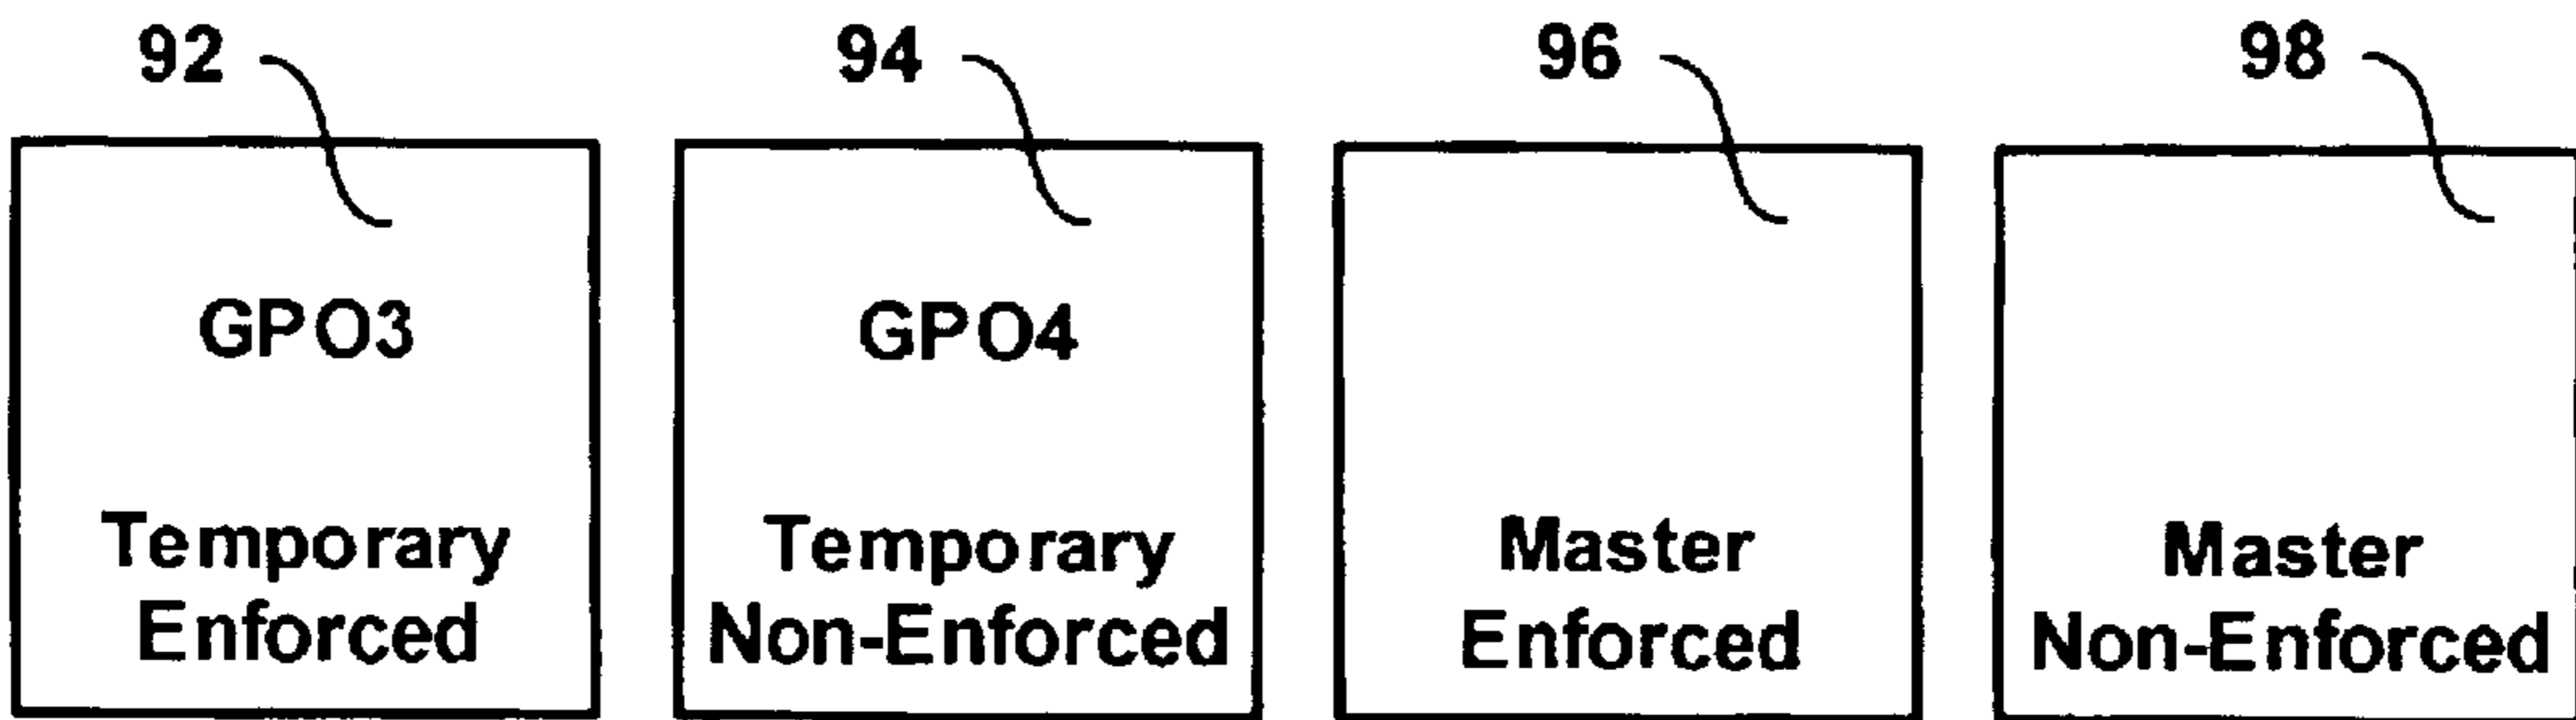 92 94 96 98
GPO3
Temporary
Enforced
GPO4
Temporary
Non-Enforced
Master
Enforced
Master
Non-Enforced